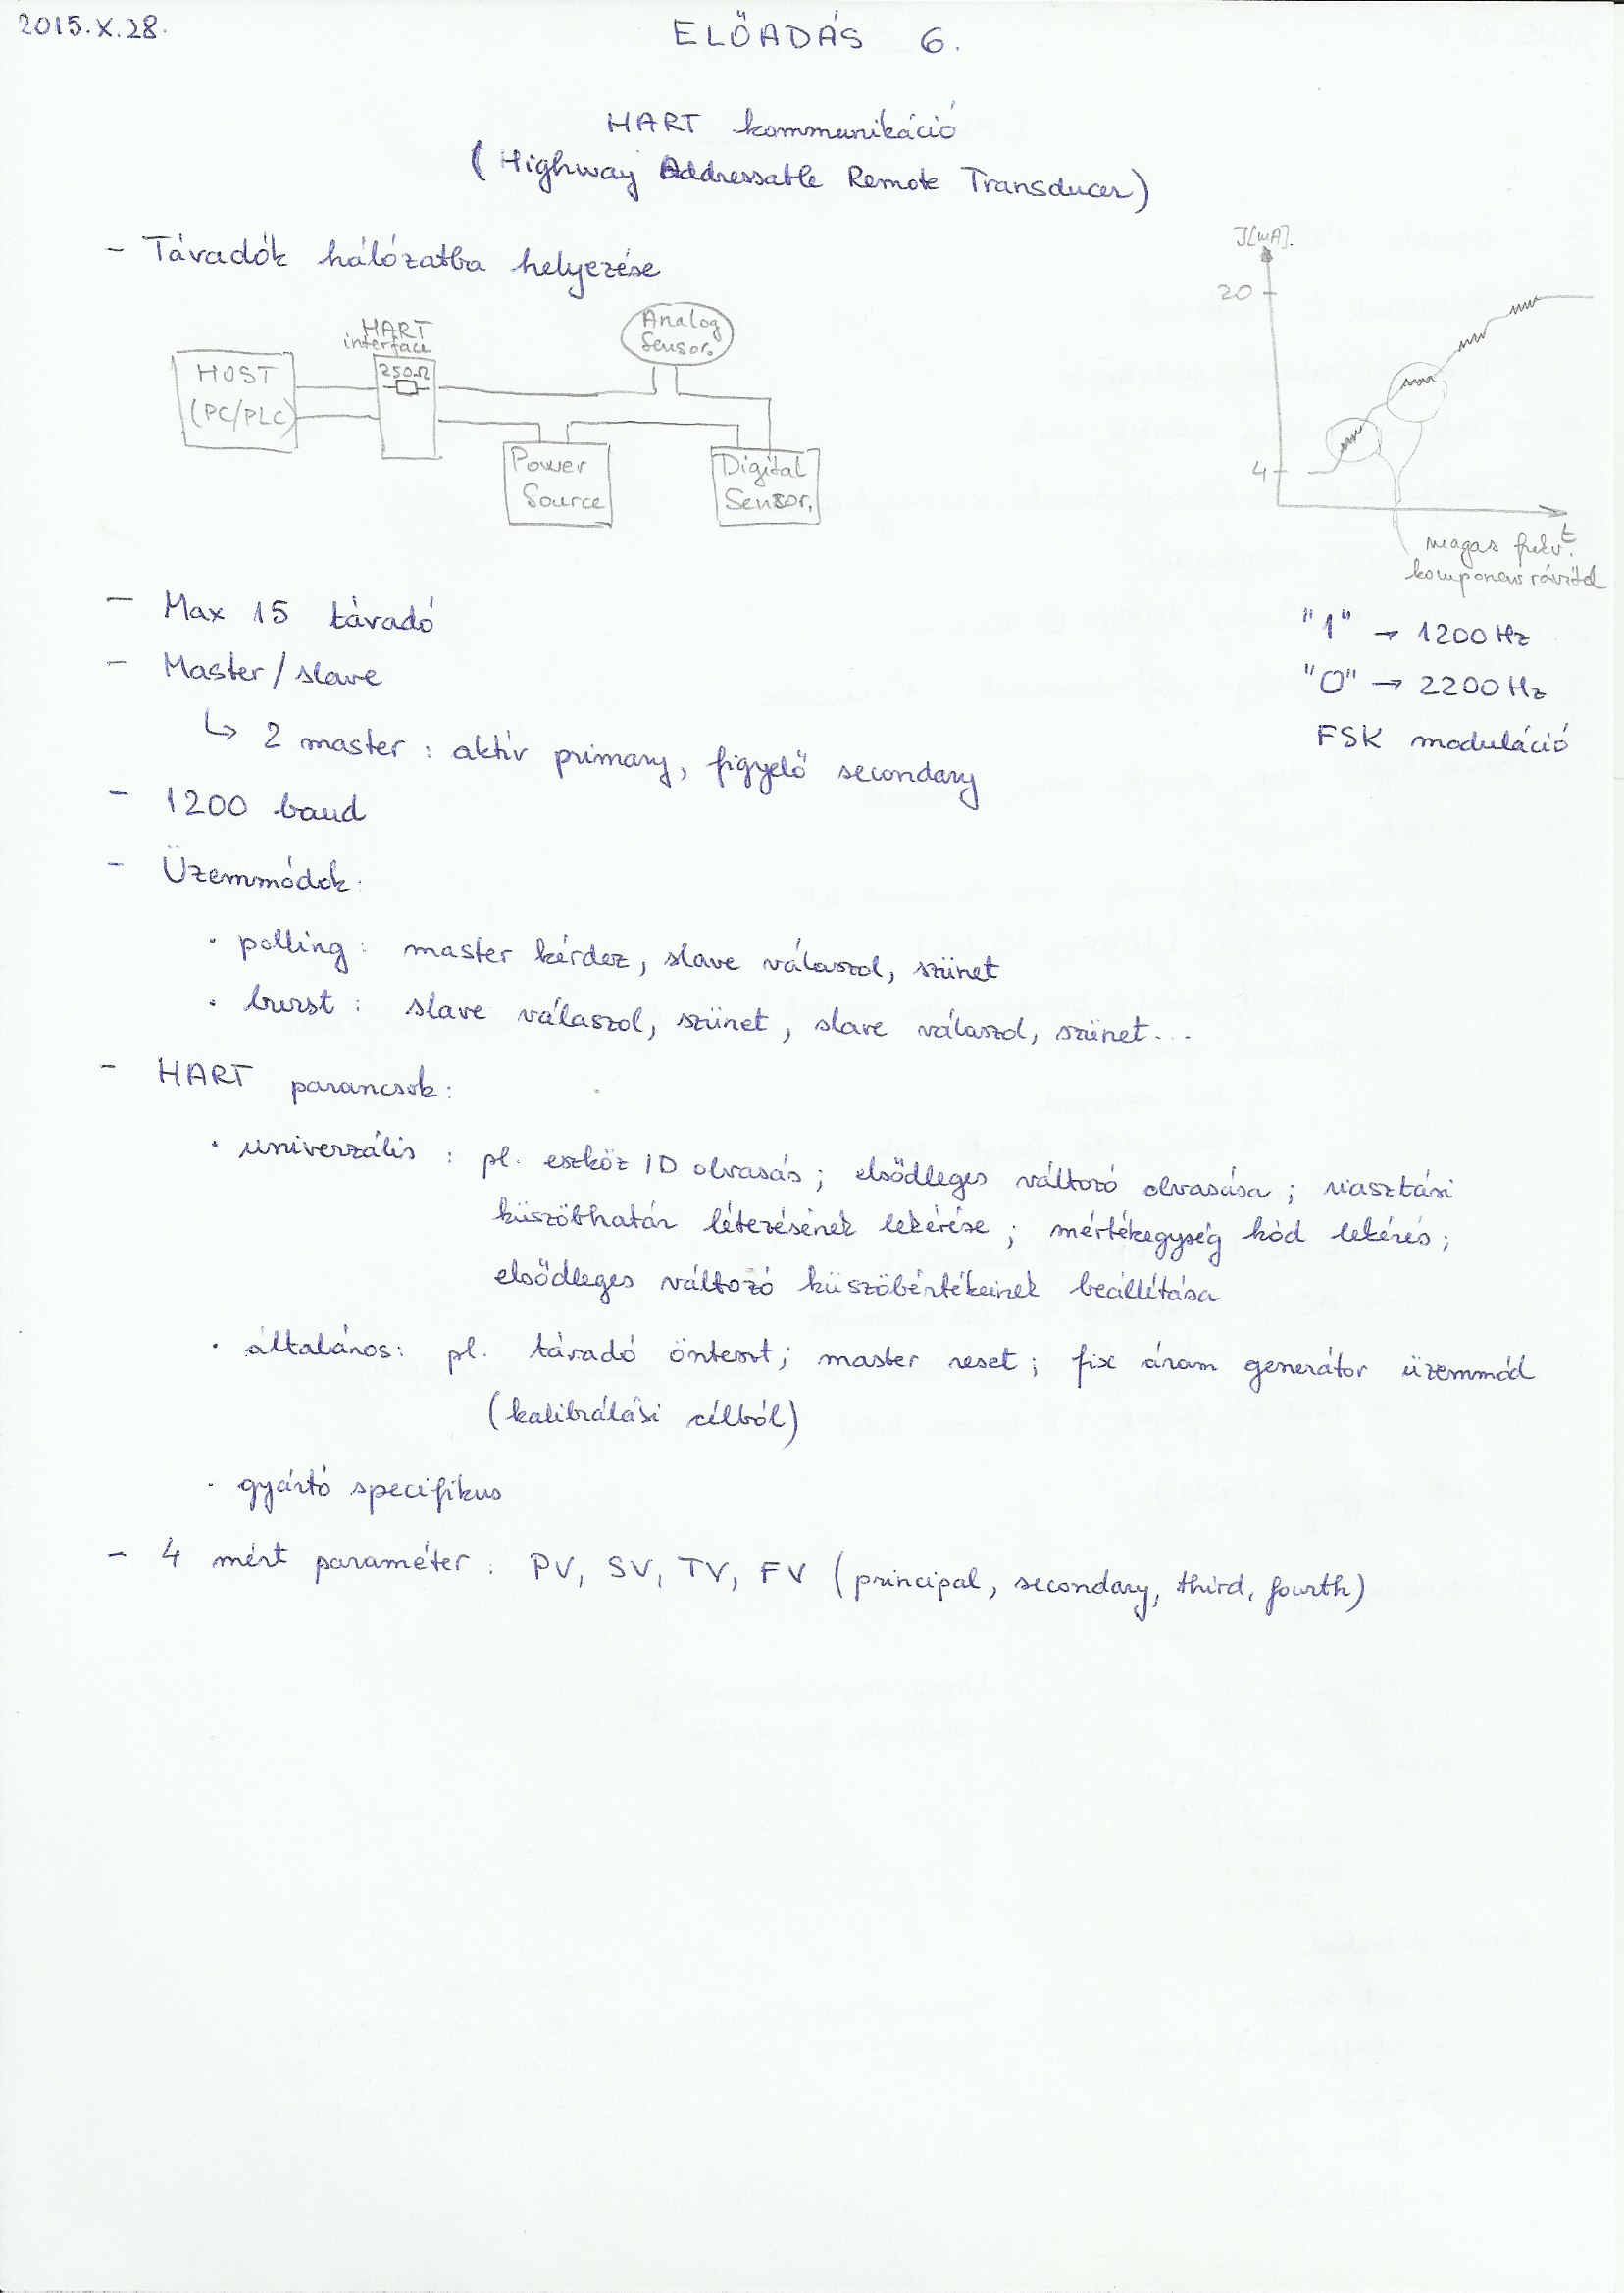 2015.X.28.
ELŐADÁS 6.
HART kommunikáció
(Highway Addressable Remote Transducer)
- Távadók hálózatba helyezése
HART
interface
250Ω
HOST
(PC/PLC)
Analog
Sensor.
Power
Source
Digital
Sensor.
I[mA].
20
4
t
magas frekv.
komponens rávitel
"1" → 1200 Hz
"0" → 2200 Hz
FSK moduláció
- Max 15 távadó
- Master/slave
↳ 2 master : aktív primary, figyelő secondary
- 1200 baud
- Üzemmódok:
· polling : master kérdez, slave válaszol, szünet
· burst : slave válaszol, szünet, slave válaszol, szünet...
- HART parancsok:
· univerzális : pl. eszköz ID olvasás ; elsődleges változó olvasása ; riasztási
küszöbhatár létezésének lekérése ; mértékegység kód lekérés ;
elsődleges változó küszöbértékeinek beállítása
· általános: pl. távadó önteszt; master reset ; fix áram generátor üzemmód
(kalibrálási célból)
· gyártó specifikus
- 4 mért paraméter : PV, SV, TV, FV (principal, secondary, third, fourth)